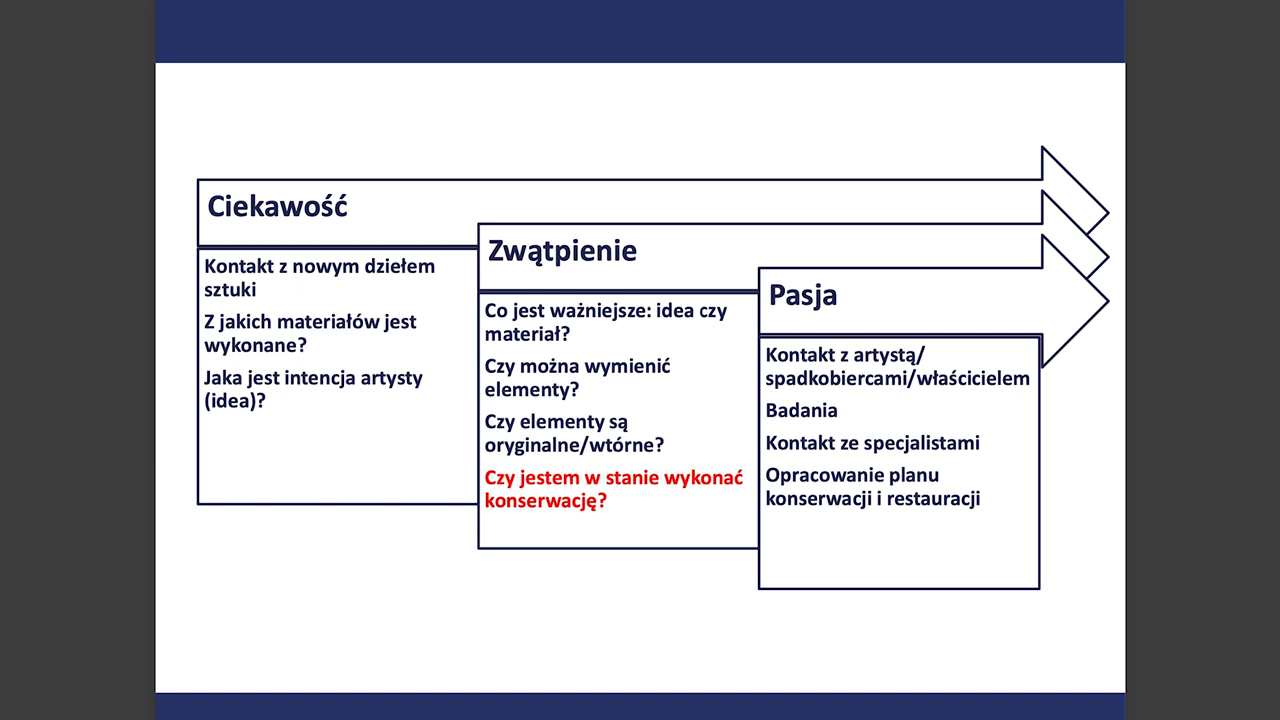 Ciekawość
Kontakt z nowym dziełem
sztuki
Z jakich materiałów jest
wykonane?
Jaka jest intencja artysty
(idea)?
Zwątpienie
Co jest ważniejsze: idea czy
materiał?
Czy można wymienić
elementy?
Czy elementy są
oryginalne/wtórne?
Czy jestem w stanie wykonać
konserwację?
Pasja
Kontakt z artystą/
spadkobiercami/właścicielem
Badania
Kontakt ze specjalistami
Opracowanie planu
konserwacji i restauracji